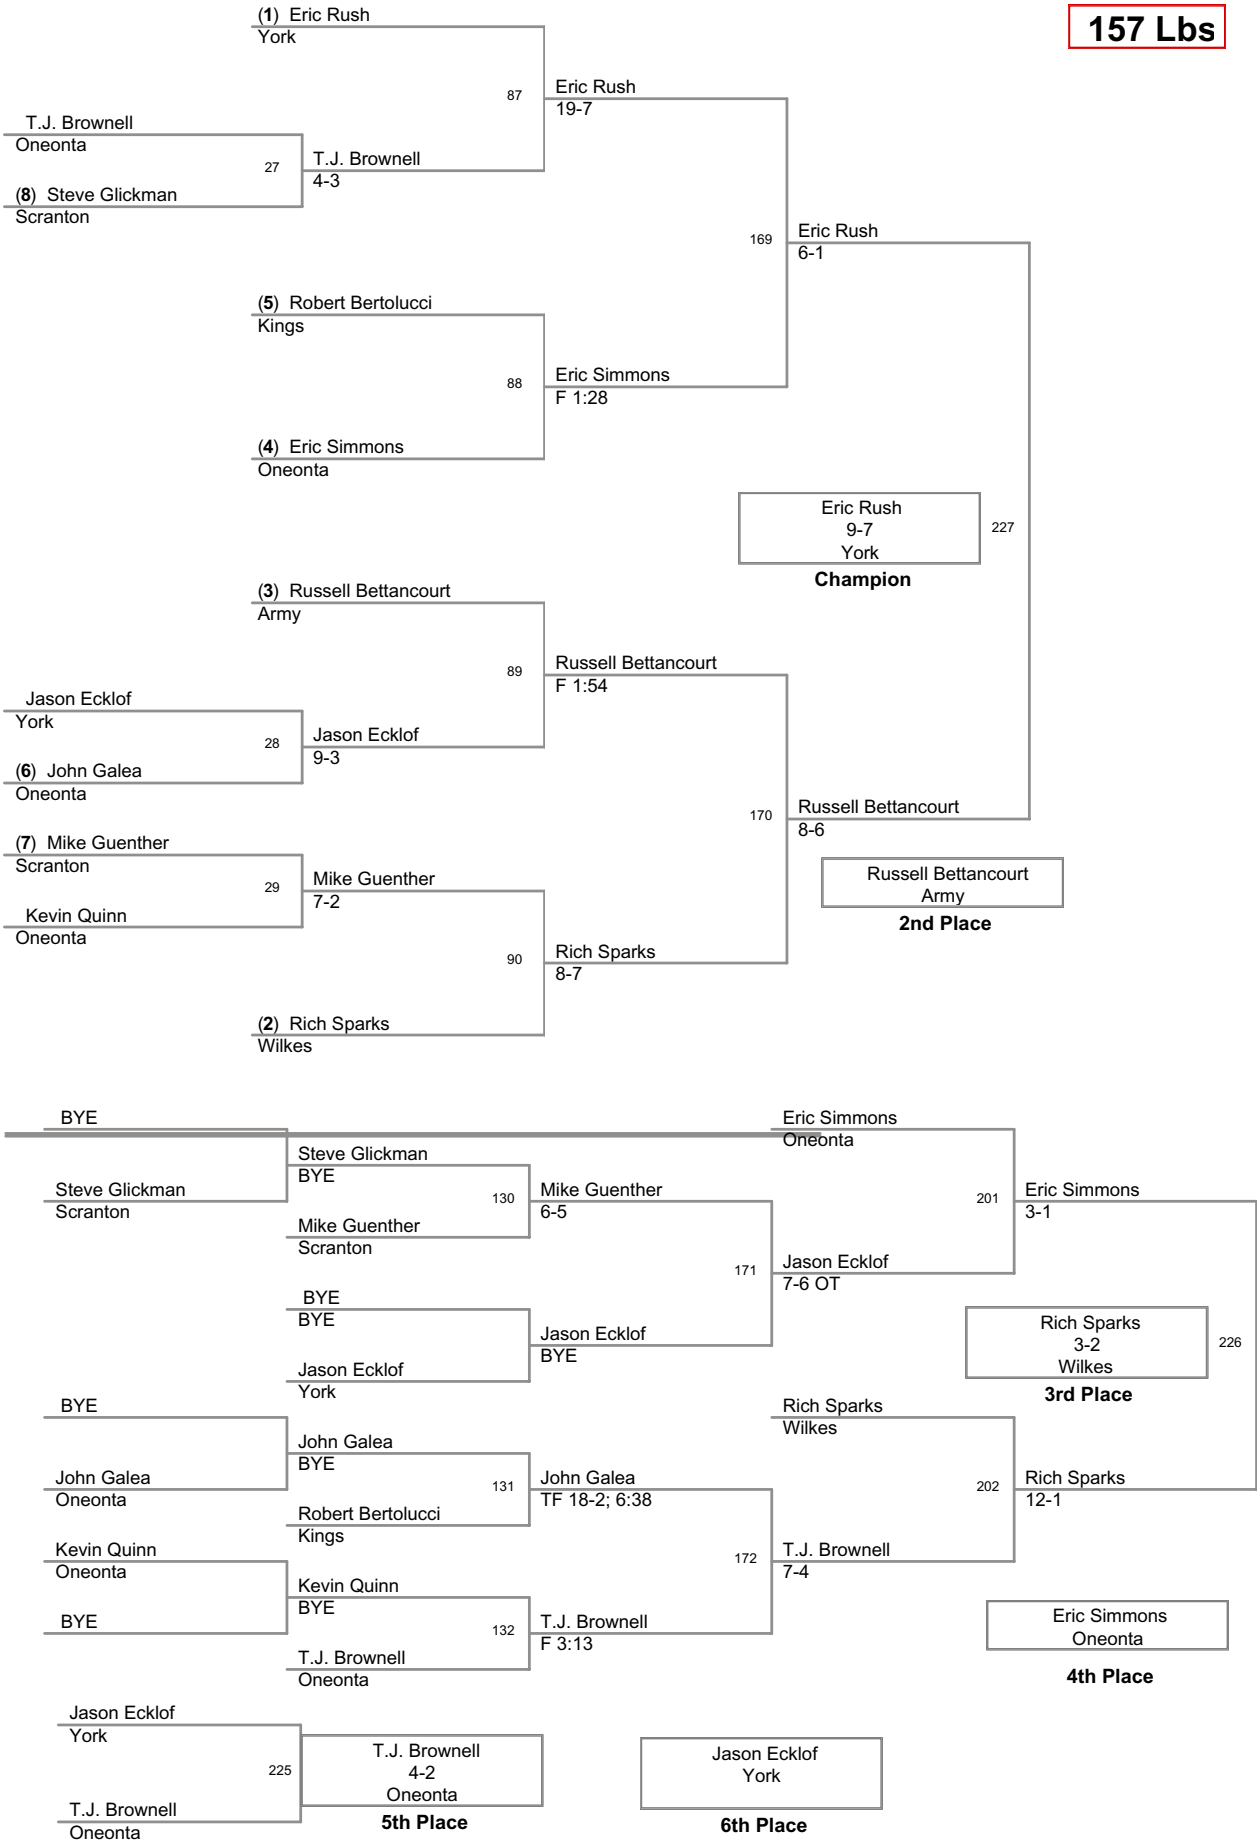 157 Lbs
(1) Eric Rush
York
87
Eric Rush
19-7
T.J. Brownell
Oneonta
27
T.J. Brownell
4-3
(8) Steve Glickman
Scranton
169
Eric Rush
6-1
(5) Robert Bertolucci
Kings
88
Eric Simmons
F 1:28
(4) Eric Simmons
Oneonta
Eric Rush
9-7
York
Champion
227
(3) Russell Bettancourt
Army
89
Russell Bettancourt
F 1:54
Jason Ecklof
York
28
Jason Ecklof
9-3
(6) John Galea
Oneonta
170
Russell Bettancourt
8-6
(7) Mike Guenther
Scranton
29
Mike Guenther
7-2
Kevin Quinn
Oneonta
Russell Bettancourt
Army
2nd Place
90
Rich Sparks
8-7
(2) Rich Sparks
Wilkes
BYE
Steve Glickman
BYE
Steve Glickman
Scranton
130
Mike Guenther
6-5
Mike Guenther
Scranton
Eric Simmons
Oneonta
201
Eric Simmons
3-1
171
Jason Ecklof
7-6 OT
BYE
BYE
Jason Ecklof
BYE
Jason Ecklof
York
Rich Sparks
3-2
Wilkes
3rd Place
226
BYE
John Galea
BYE
John Galea
Oneonta
131
John Galea
TF 18-2; 6:38
Robert Bertolucci
Kings
Rich Sparks
Wilkes
202
Rich Sparks
12-1
Kevin Quinn
Oneonta
172
T.J. Brownell
7-4
Kevin Quinn
BYE
BYE
132
T.J. Brownell
F 3:13
T.J. Brownell
Oneonta
Eric Simmons
Oneonta
4th Place
Jason Ecklof
York
225
T.J. Brownell
4-2
Oneonta
5th Place
T.J. Brownell
Oneonta
Jason Ecklof
York
6th Place